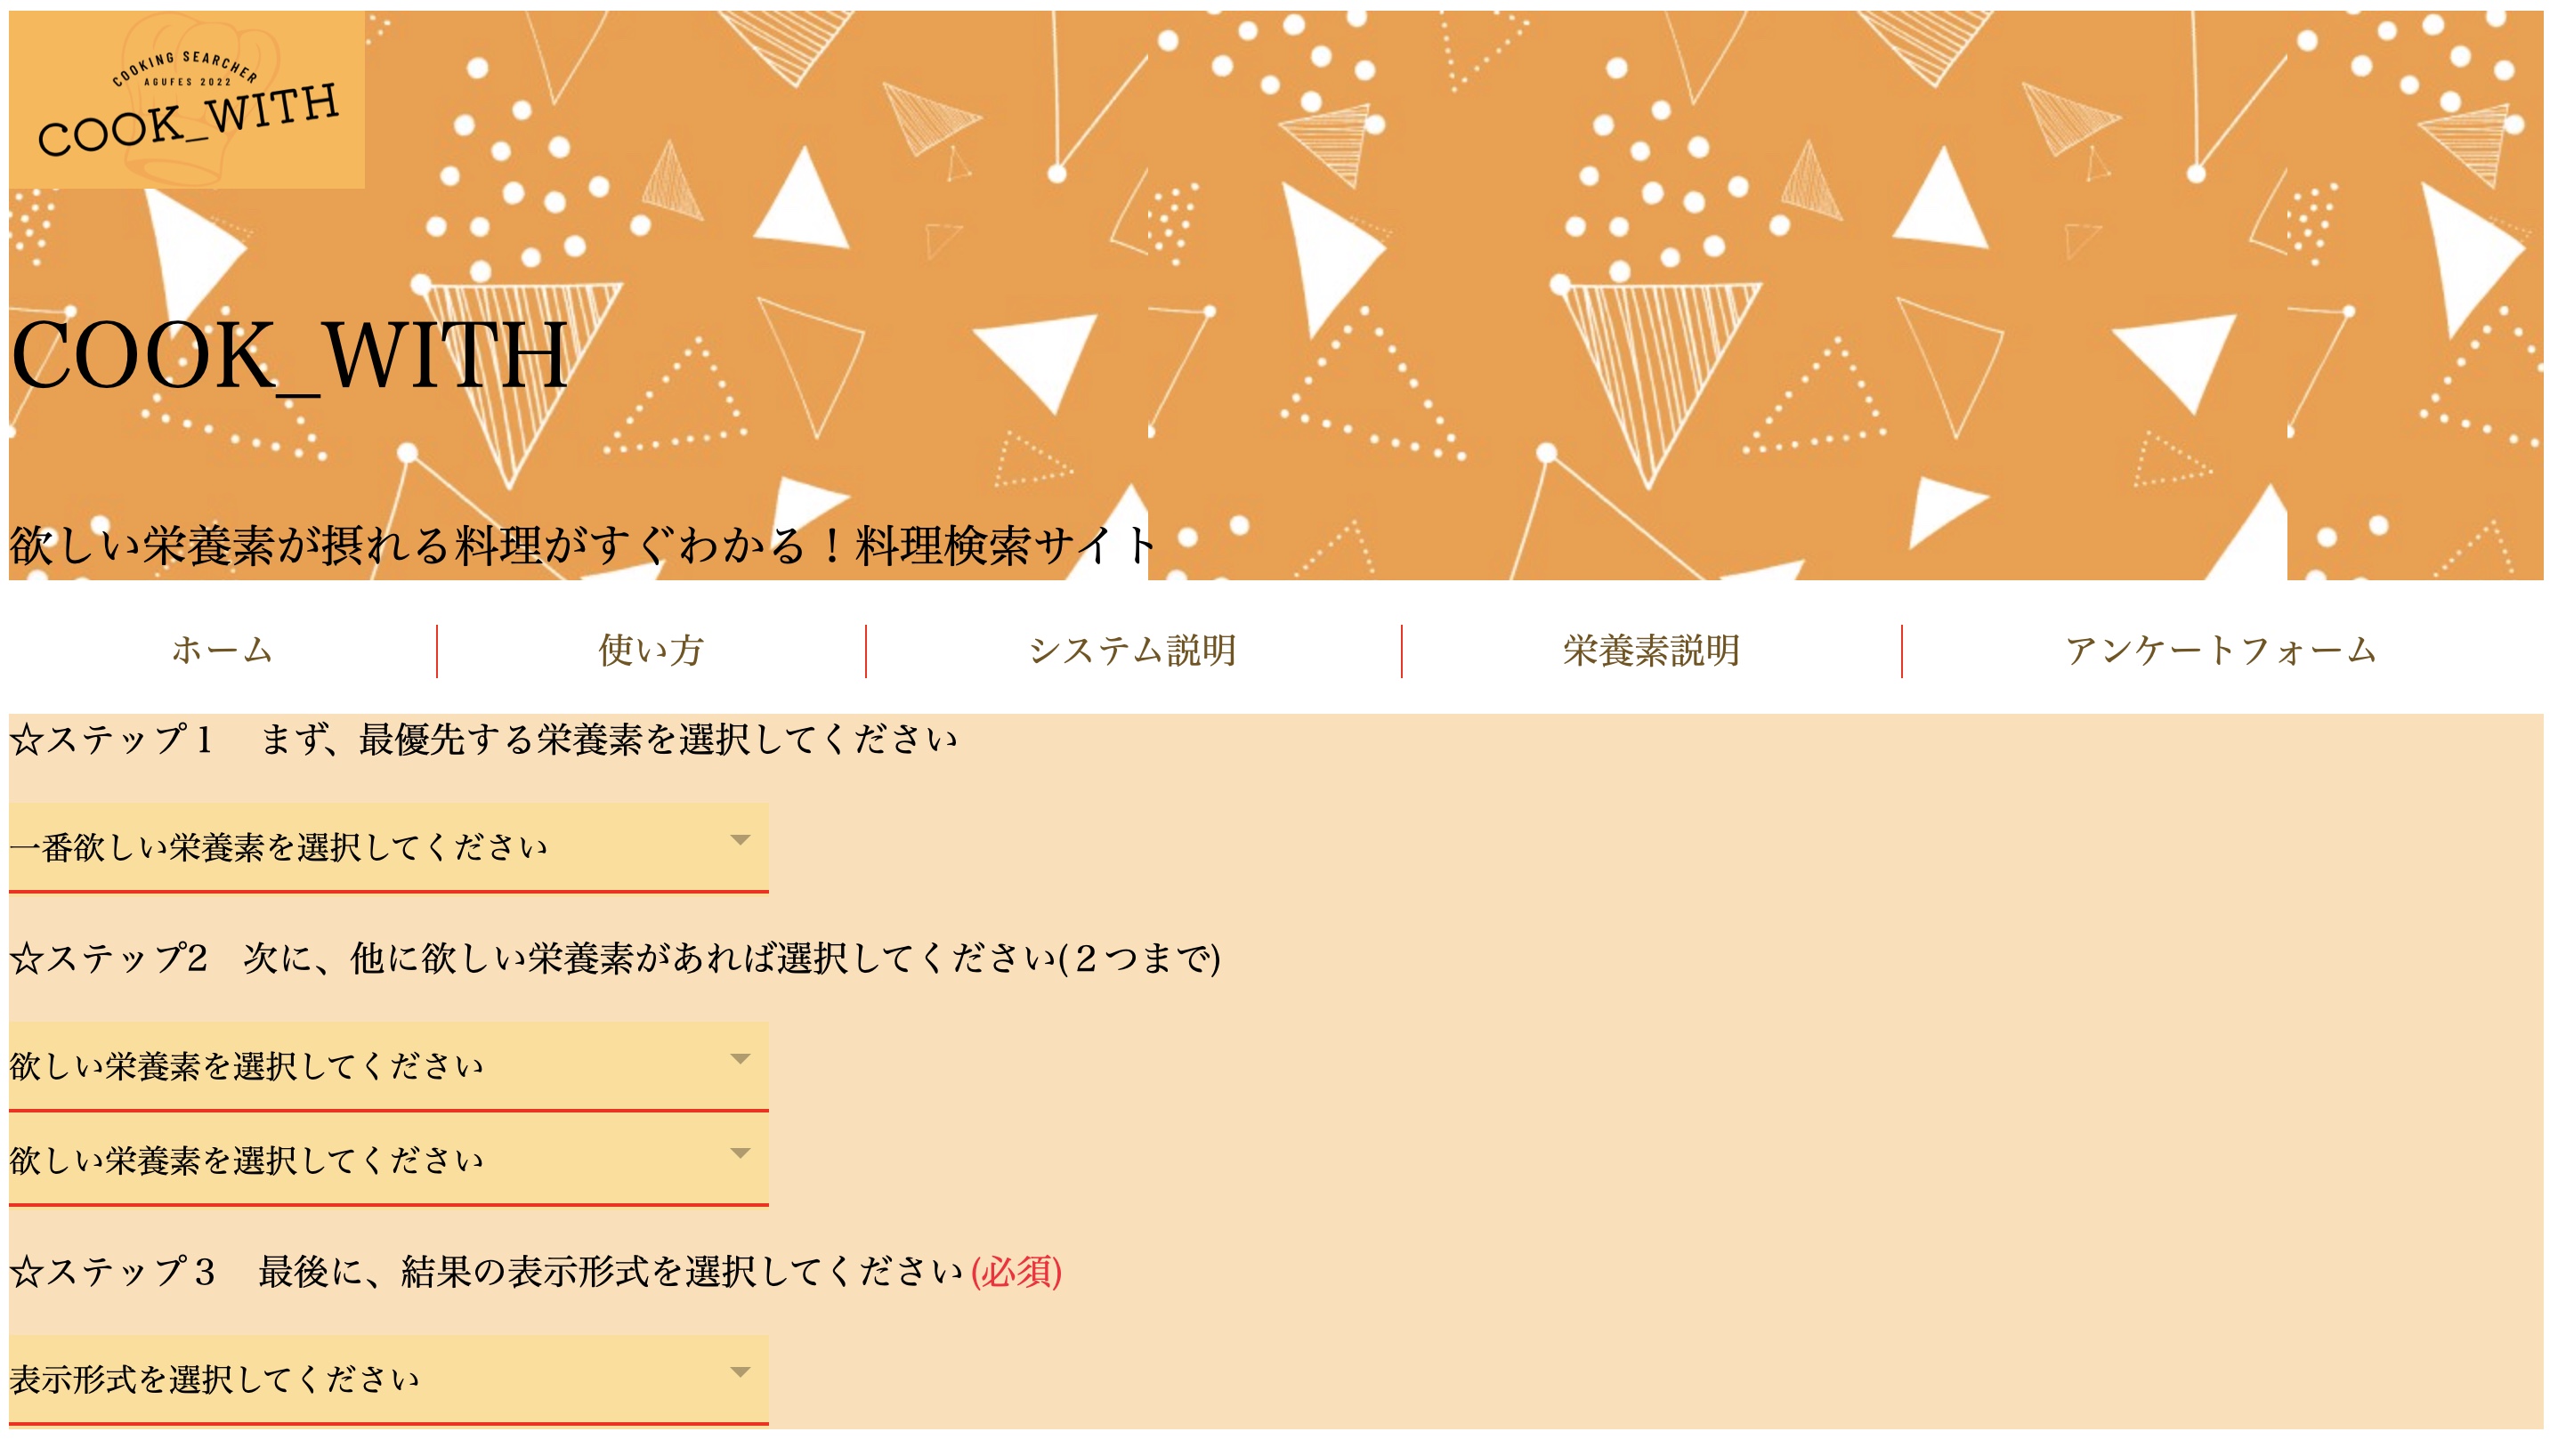 COOKING SEARCHER
AGUFES 2022
COOK_WITH
COOK_WITH
欲しい栄養素が摂れる料理がすぐわかる！料理検索サイト
ホーム
使い方
システム説明
栄養素説明
アンケートフォーム
☆ステップ１　まず、最優先する栄養素を選択してください
一番欲しい栄養素を選択してください
☆ステップ2　次に、他に欲しい栄養素があれば選択してください(２つまで)
欲しい栄養素を選択してください
欲しい栄養素を選択してください
☆ステップ３　最後に、結果の表示形式を選択してください(必須)
表示形式を選択してください